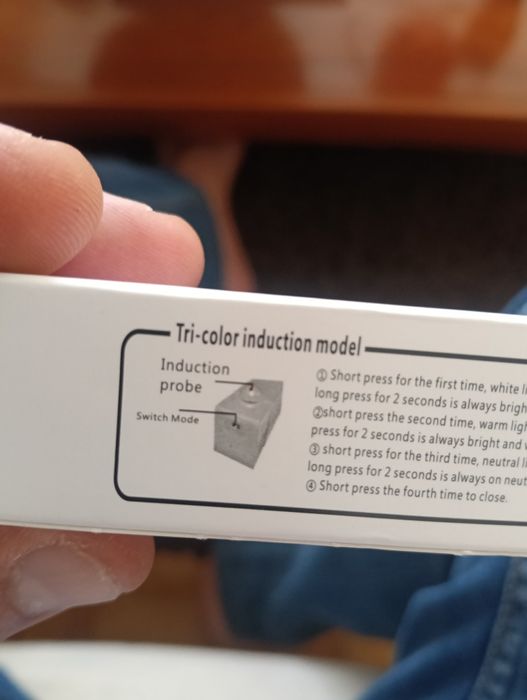 Tri-color induction model
Induction
probe
Switch Mode
① Short press for the first time, white
long press for 2 seconds is always
②short press the second time, warm
press for 2 seconds is always bright and
③ short press for the third time, neutral
long press for 2 seconds is always on
④ Short press the fourth time to close.